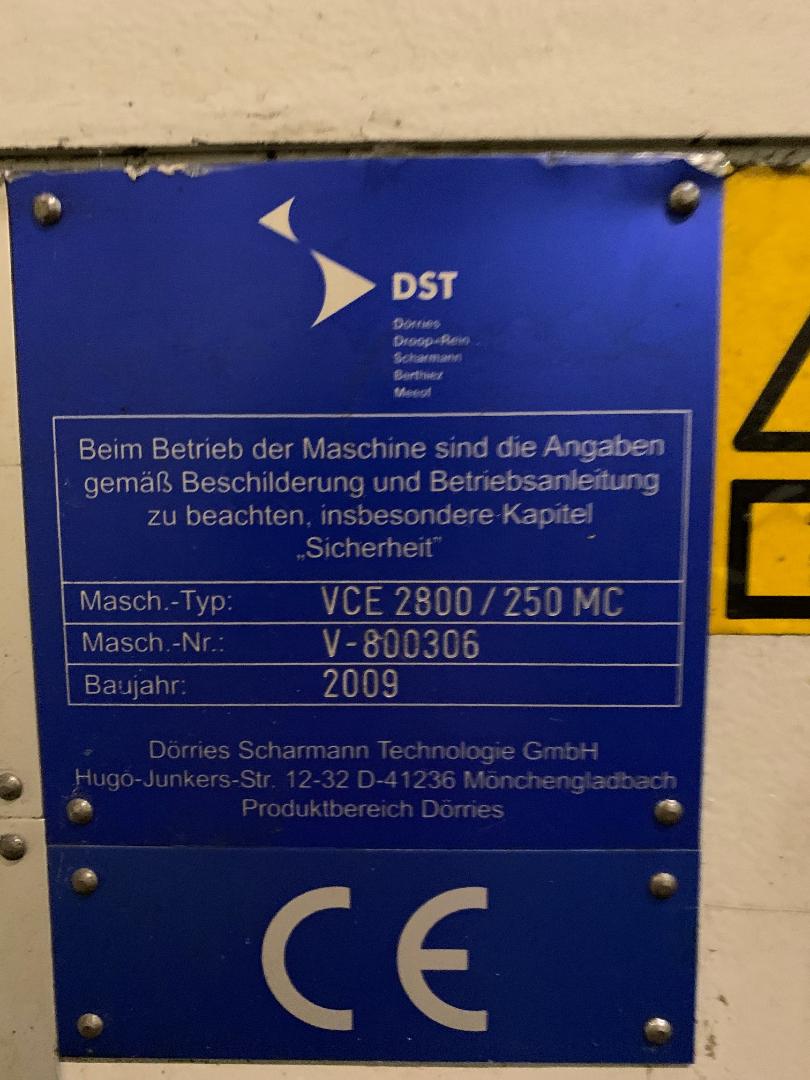 DST
Dörries
Droop+Rein
Scharmann
Berthiez
Mecof
Beim Betrieb der Maschine sind die Angaben
gemäß Beschilderung und Betriebsanleitung
zu beachten, insbesondere Kapitel
„Sicherheit"
Masch.-Typ: VCE 2800 / 250 MC
Masch.-Nr.: V-800306
Baujahr: 2009
Dörries Scharmann Technologie GmbH
Hugo-Junkers-Str. 12-32 D-41236 Mönchengladbach
Produktbereich Dörries
CE